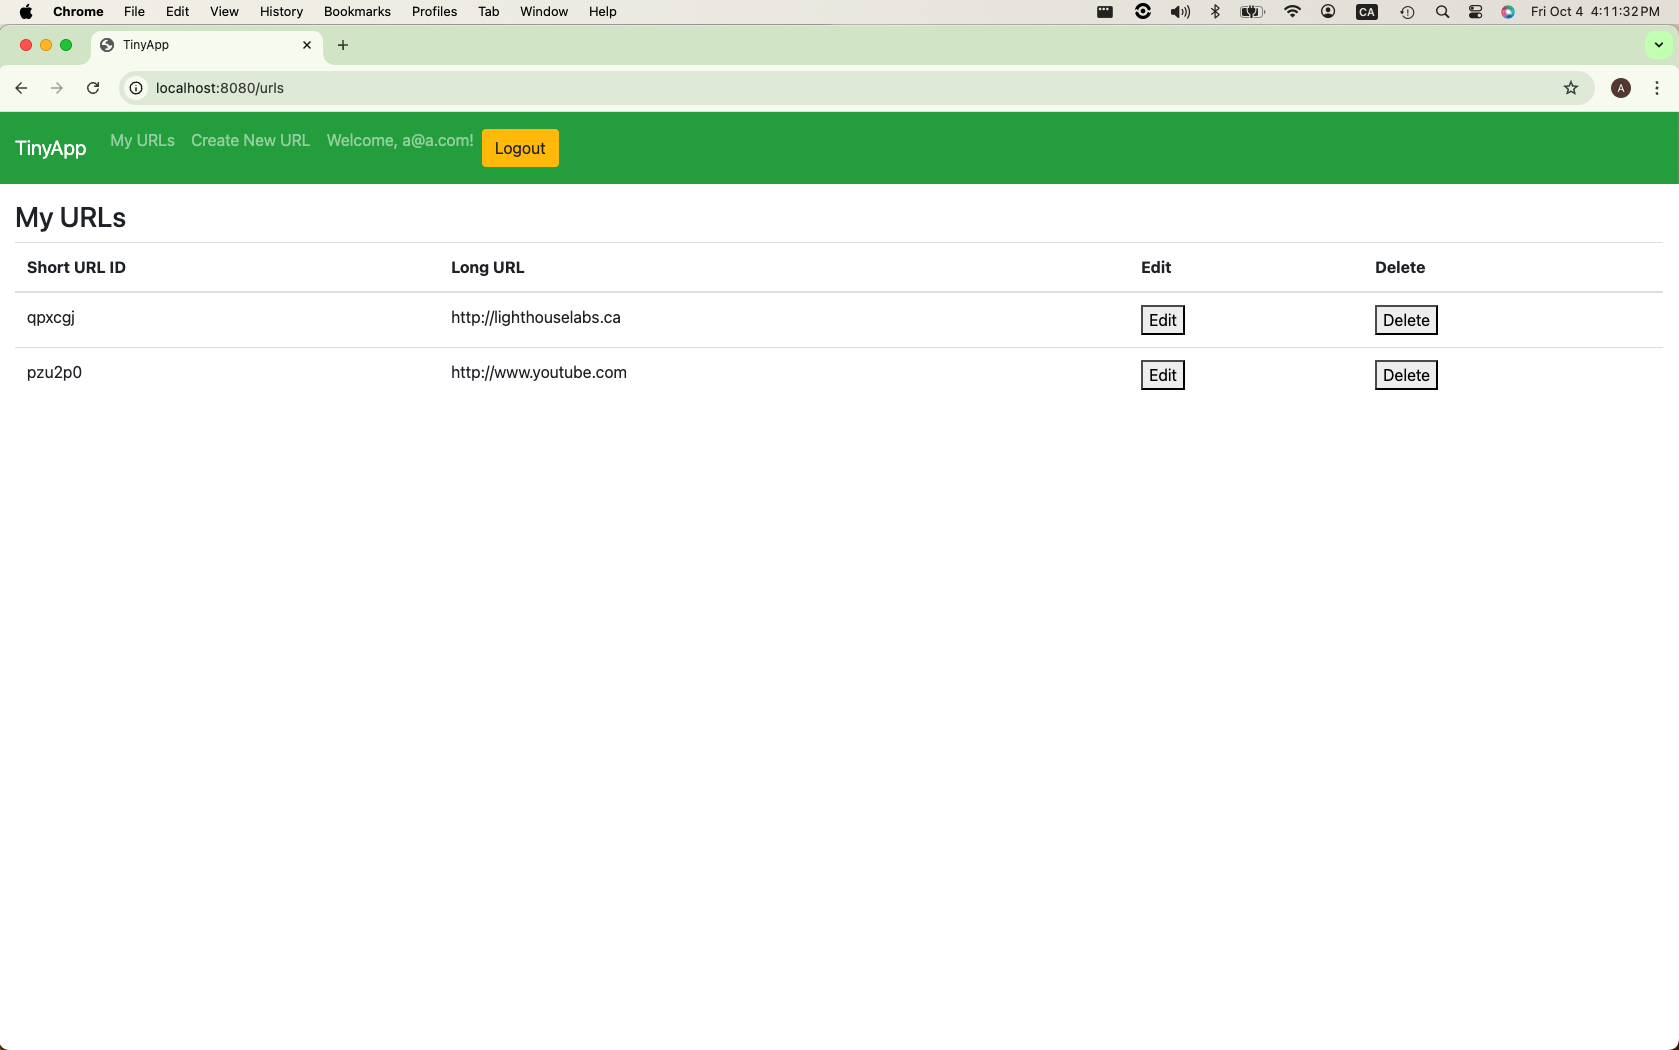 Chrome File Edit View History Bookmarks Profiles Tab Window Help CA Fri Oct 4 4:11:32 PM
TinyApp
localhost:8080/urls A
TinyApp My URLs Create New URL Welcome, a@a.com! Logout
My URLs
Short URL ID Long URL Edit Delete
qpxcgj http://lighthouselabs.ca Edit Delete
pzu2p0 http://www.youtube.com Edit Delete